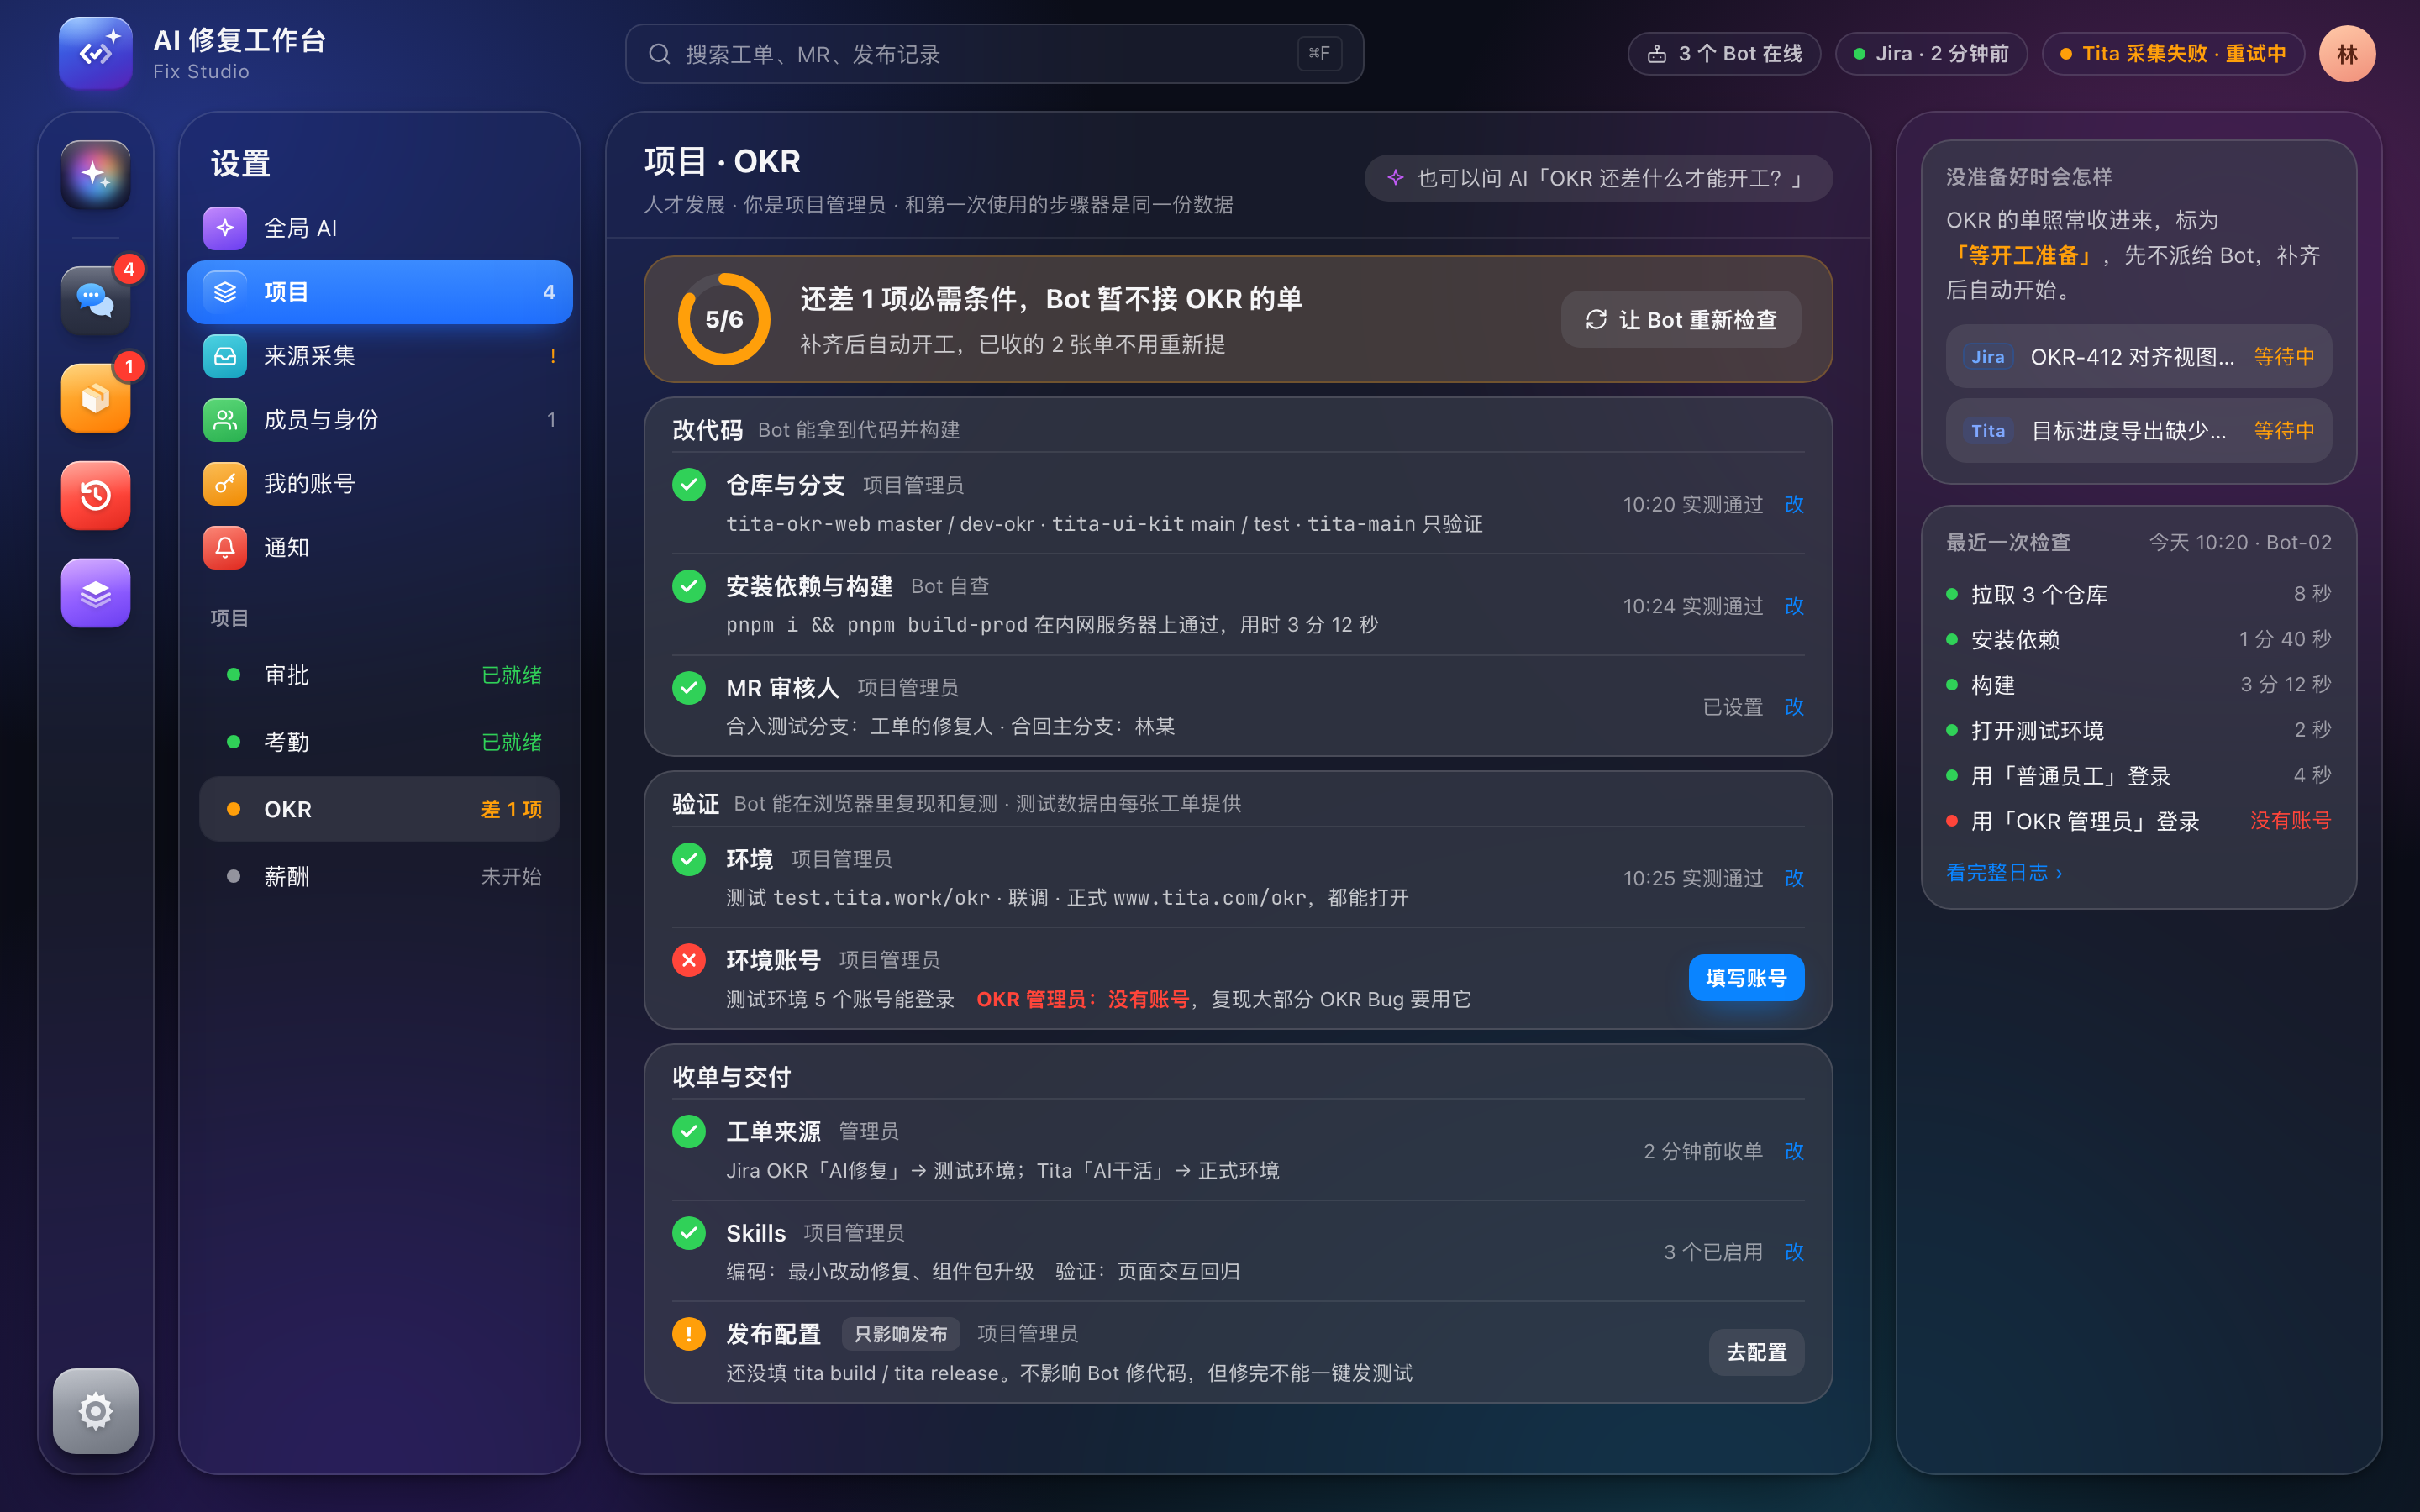 AI 修复工作台
Fix Studio
搜索工单、MR、发布记录
⌘F
3 个 Bot 在线
Jira · 2 分钟前
Tita 采集失败 · 重试中
林
4
1
设置
全局 AI
项目
4
来源采集
!
成员与身份
1
我的账号
通知
项目
审批
已就绪
考勤
已就绪
OKR
差 1 项
薪酬
未开始
项目 · OKR
人才发展 · 你是项目管理员 · 和第一次使用的步骤器是同一份数据
也可以问 AI「OKR 还差什么才能开工？」
5/6
还差 1 项必需条件，Bot 暂不接 OKR 的单
补齐后自动开工，已收的 2 张单不用重新提
让 Bot 重新检查
改代码 Bot 能拿到代码并构建
仓库与分支 项目管理员
tita-okr-web master / dev-okr · tita-ui-kit main / test · tita-main 只验证
10:20 实测通过 改
安装依赖与构建 Bot 自查
pnpm i && pnpm build-prod 在内网服务器上通过，用时 3 分 12 秒
10:24 实测通过 改
MR 审核人 项目管理员
合入测试分支：工单的修复人 · 合回主分支：林某
已设置 改
验证 Bot 能在浏览器里复现和复测 · 测试数据由每张工单提供
环境 项目管理员
测试 test.tita.work/okr · 联调 · 正式 www.tita.com/okr，都能打开
10:25 实测通过 改
环境账号 项目管理员
测试环境 5 个账号能登录 OKR 管理员：没有账号，复现大部分 OKR Bug 要用它
填写账号
收单与交付
工单来源 管理员
Jira OKR「AI修复」→ 测试环境；Tita「AI干活」→ 正式环境
2 分钟前收单 改
Skills 项目管理员
编码：最小改动修复、组件包升级 验证：页面交互回归
3 个已启用 改
发布配置 只影响发布 项目管理员
还没填 tita build / tita release。不影响 Bot 修代码，但修完不能一键发测试
去配置
没准备好时会怎样
OKR 的单照常收进来，标为
「等开工准备」，先不派给 Bot，补齐
后自动开始。
Jira OKR-412 对齐视图... 等待中
Tita 目标进度导出缺少... 等待中
最近一次检查 今天 10:20 · Bot-02
拉取 3 个仓库 8 秒
安装依赖 1 分 40 秒
构建 3 分 12 秒
打开测试环境 2 秒
用「普通员工」登录 4 秒
用「OKR 管理员」登录 没有账号
看完整日志 ›